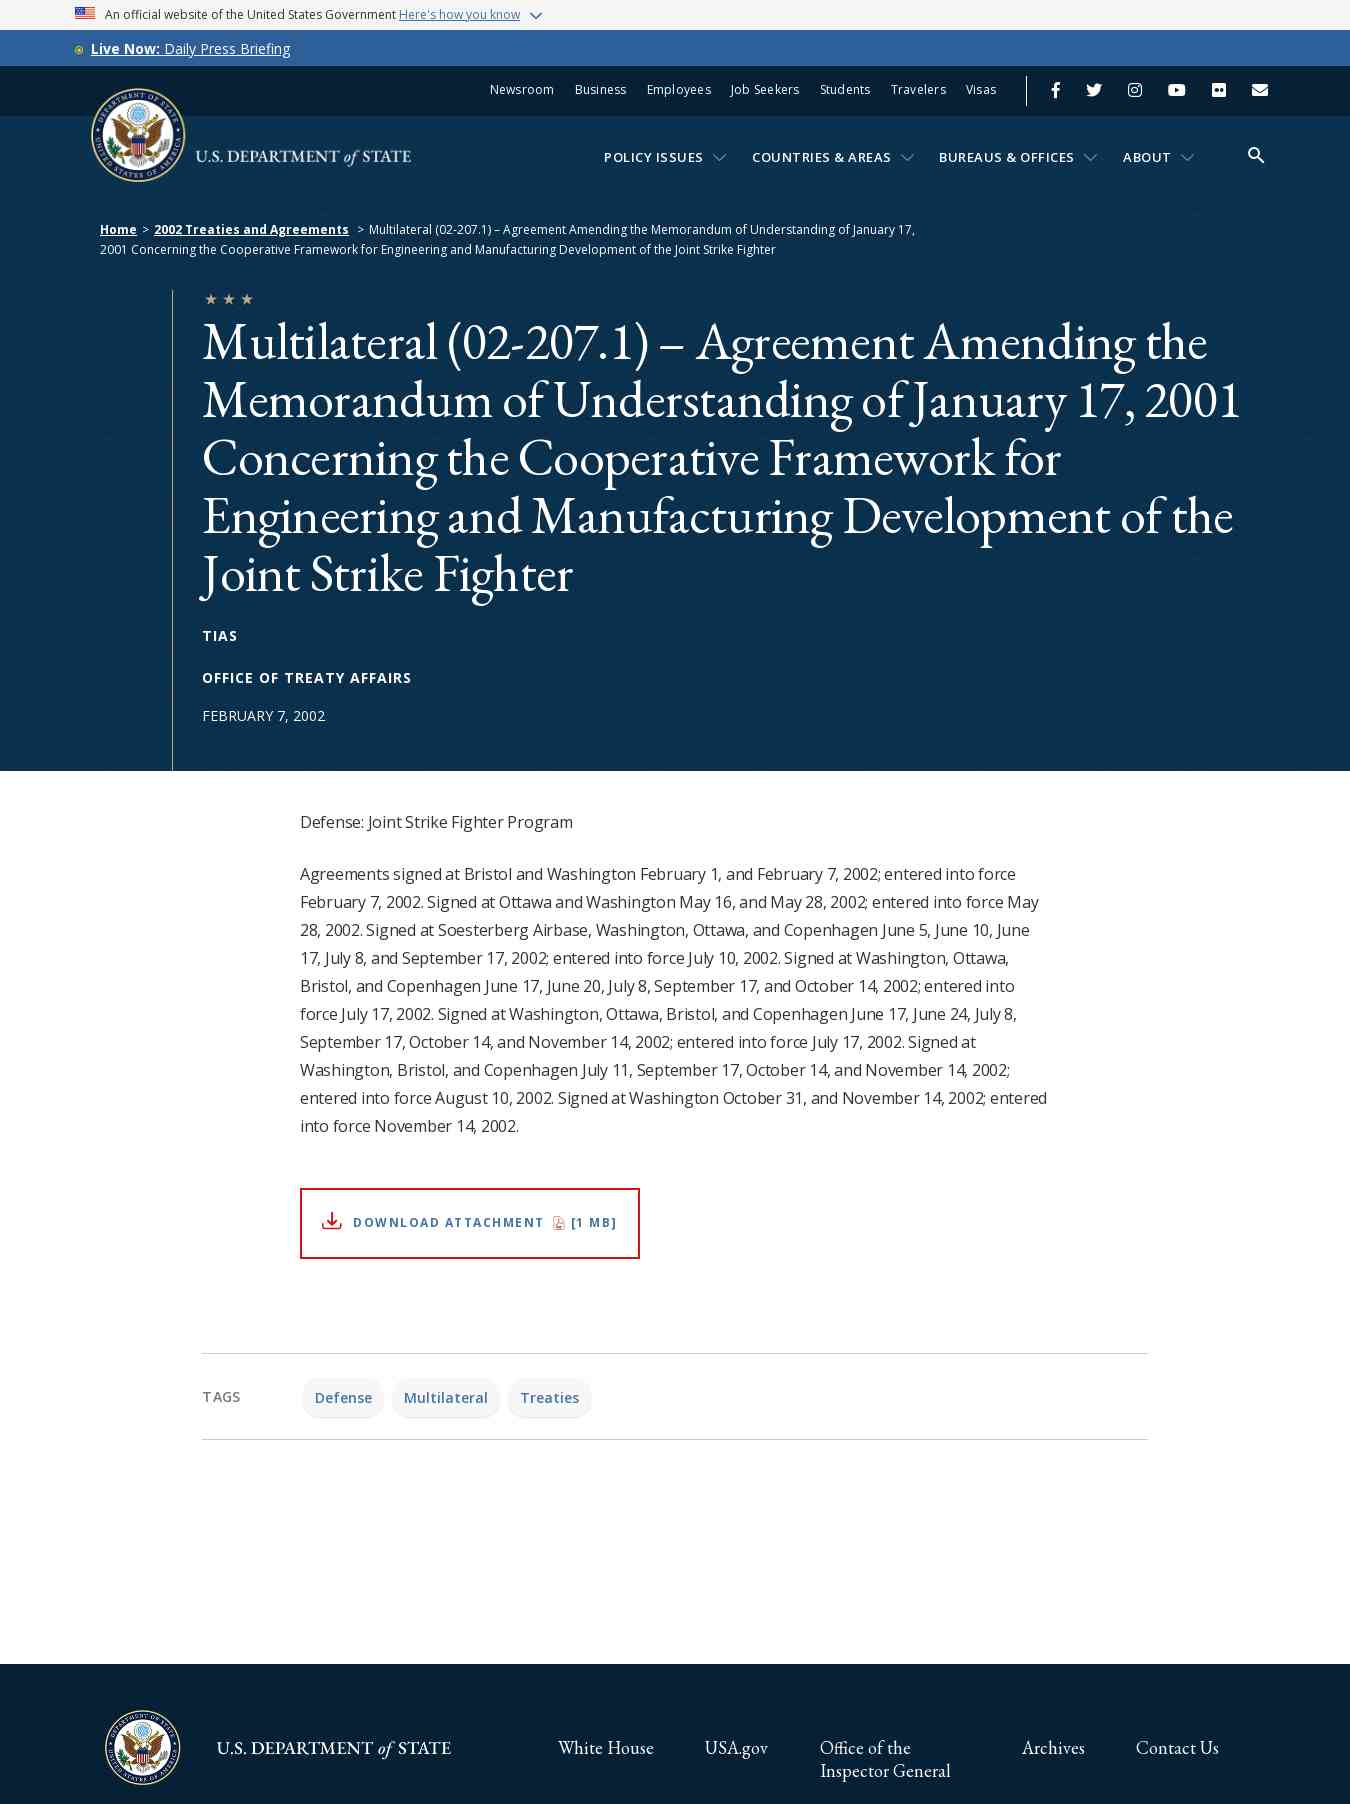 An official website of the United States Government Here's how you know
Live Now: Daily Press Briefing
Newsroom Business Employees Job Seekers Students Travelers Visas
U.S. DEPARTMENT of STATE
POLICY ISSUES COUNTRIES & AREAS BUREAUS & OFFICES ABOUT
Home > 2002 Treaties and Agreements > Multilateral (02-207.1) – Agreement Amending the Memorandum of Understanding of January 17,
2001 Concerning the Cooperative Framework for Engineering and Manufacturing Development of the Joint Strike Fighter
Multilateral (02-207.1) – Agreement Amending the
Memorandum of Understanding of January 17, 2001
Concerning the Cooperative Framework for
Engineering and Manufacturing Development of the
Joint Strike Fighter
TIAS
OFFICE OF TREATY AFFAIRS
FEBRUARY 7, 2002
Defense: Joint Strike Fighter Program
Agreements signed at Bristol and Washington February 1, and February 7, 2002; entered into force
February 7, 2002. Signed at Ottawa and Washington May 16, and May 28, 2002; entered into force May
28, 2002. Signed at Soesterberg Airbase, Washington, Ottawa, and Copenhagen June 5, June 10, June
17, July 8, and September 17, 2002; entered into force July 10, 2002. Signed at Washington, Ottawa,
Bristol, and Copenhagen June 17, June 20, July 8, September 17, and October 14, 2002; entered into
force July 17, 2002. Signed at Washington, Ottawa, Bristol, and Copenhagen June 17, June 24, July 8,
September 17, October 14, and November 14, 2002; entered into force July 17, 2002. Signed at
Washington, Bristol, and Copenhagen July 11, September 17, October 14, and November 14, 2002;
entered into force August 10, 2002. Signed at Washington October 31, and November 14, 2002; entered
into force November 14, 2002.
DOWNLOAD ATTACHMENT [1 MB]
TAGS Defense Multilateral Treaties
U.S. DEPARTMENT of STATE
White House USA.gov Office of the Archives Contact Us
Inspector General